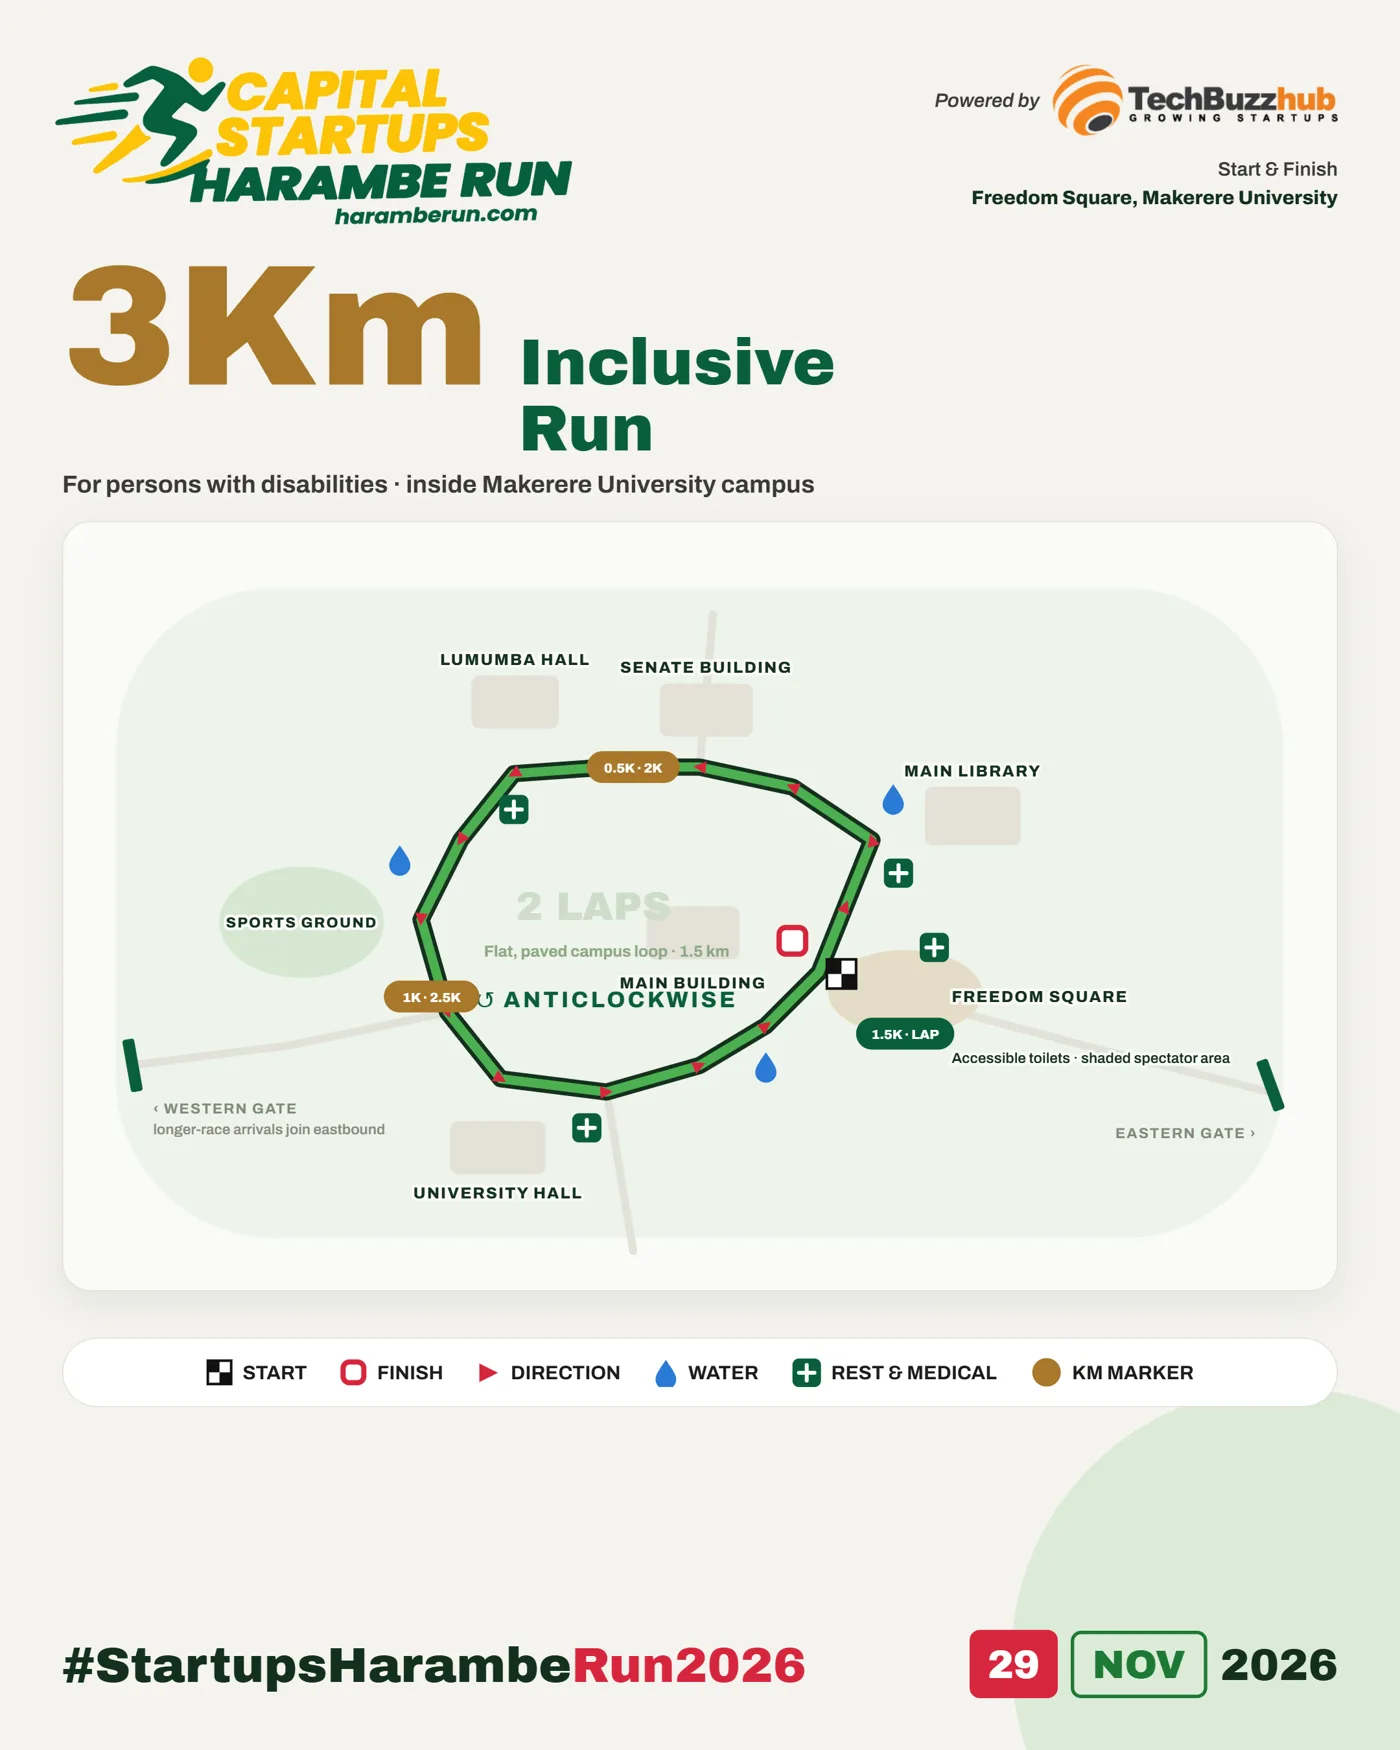 CAPITAL
STARTUPS
HARAMBE RUN
haramberun.com
Powered by
TechBuzzhub
GROWING STARTUPS
Start & Finish
Freedom Square, Makerere University
3Km
Inclusive
Run
For persons with disabilities · inside Makerere University campus
LUMUMBA HALL
SENATE BUILDING
0.5K · 2K
MAIN LIBRARY
2 LAPS
SPORTS GROUND
Flat, paved campus loop · 1.5 km
MAIN BUILDING
1K · 2.5K
↺ ANTICLOCKWISE
FREEDOM SQUARE
1.5K · LAP
Accessible toilets · shaded spectator area
‹ WESTERN GATE
longer-race arrivals join eastbound
EASTERN GATE ›
UNIVERSITY HALL
START
FINISH
DIRECTION
WATER
REST & MEDICAL
KM MARKER
#StartupsHarambeRun2026
29 NOV 2026